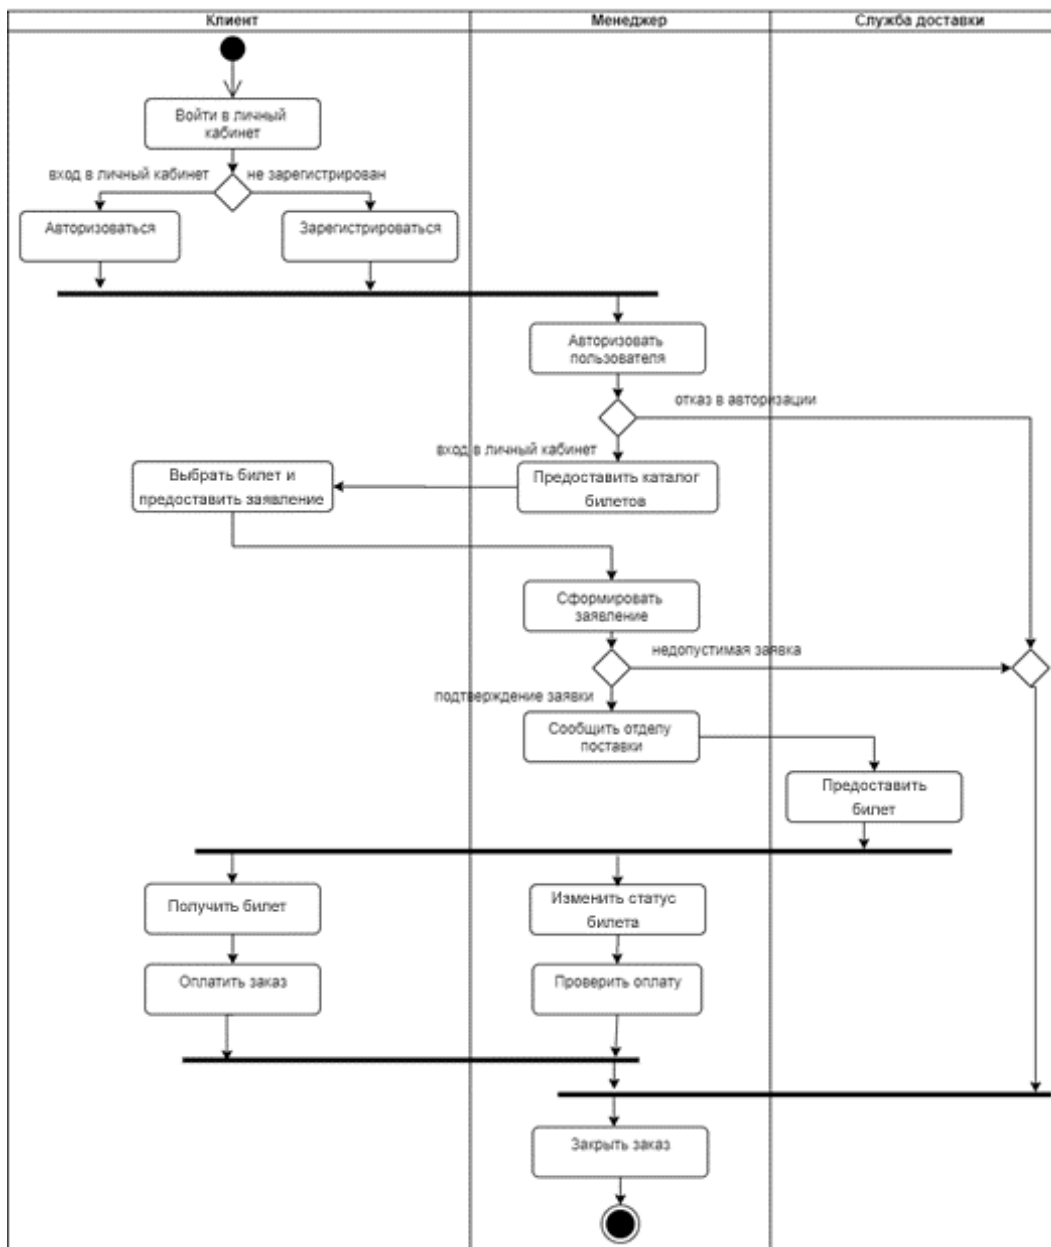 Клиент
Менеджер
Служба доставки
Войти в личный
кабинет
вход в личный кабинет
не зарегистрирован
Авторизоваться
Зарегистрироваться
Авторизовать
пользователя
отказ в авторизации
вход в личный кабинет
Выбрать билет и
предоставить заявление
Предоставить каталог
билетов
Сформировать
заявление
недопустимая заявка
подтверждение заявки
Сообщить отделу
поставки
Предоставить
билет
Получить билет
Изменить статус
билета
Оплатить заказ
Проверить оплату
Закрыть заказ